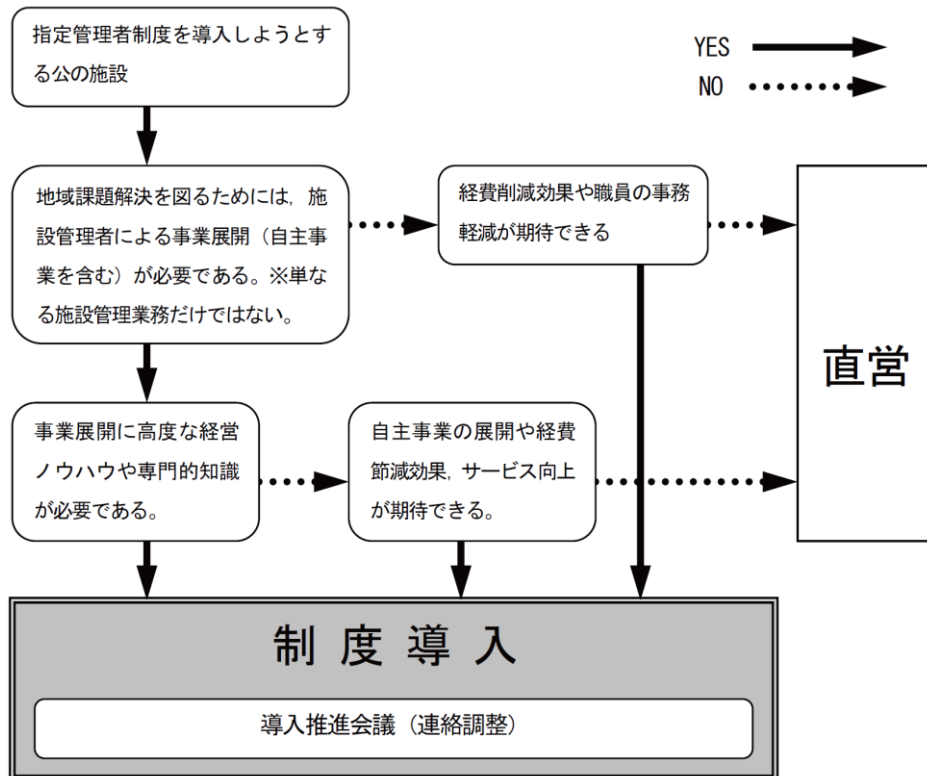 指定管理者制度を導入しようとす
る公の施設
YES
NO
地域課題解決を図るためには，施
設管理者による事業展開（自主事
業を含む）が必要である。※単な
る施設管理業務だけではない。
経費削減効果や職員の事務
軽減が期待できる
直営
事業展開に高度な経営
ノウハウや専門的知識
が必要である。
自主事業の展開や経費
節減効果，サービス向上
が期待できる。
制度導入
導入推進会議（連絡調整）